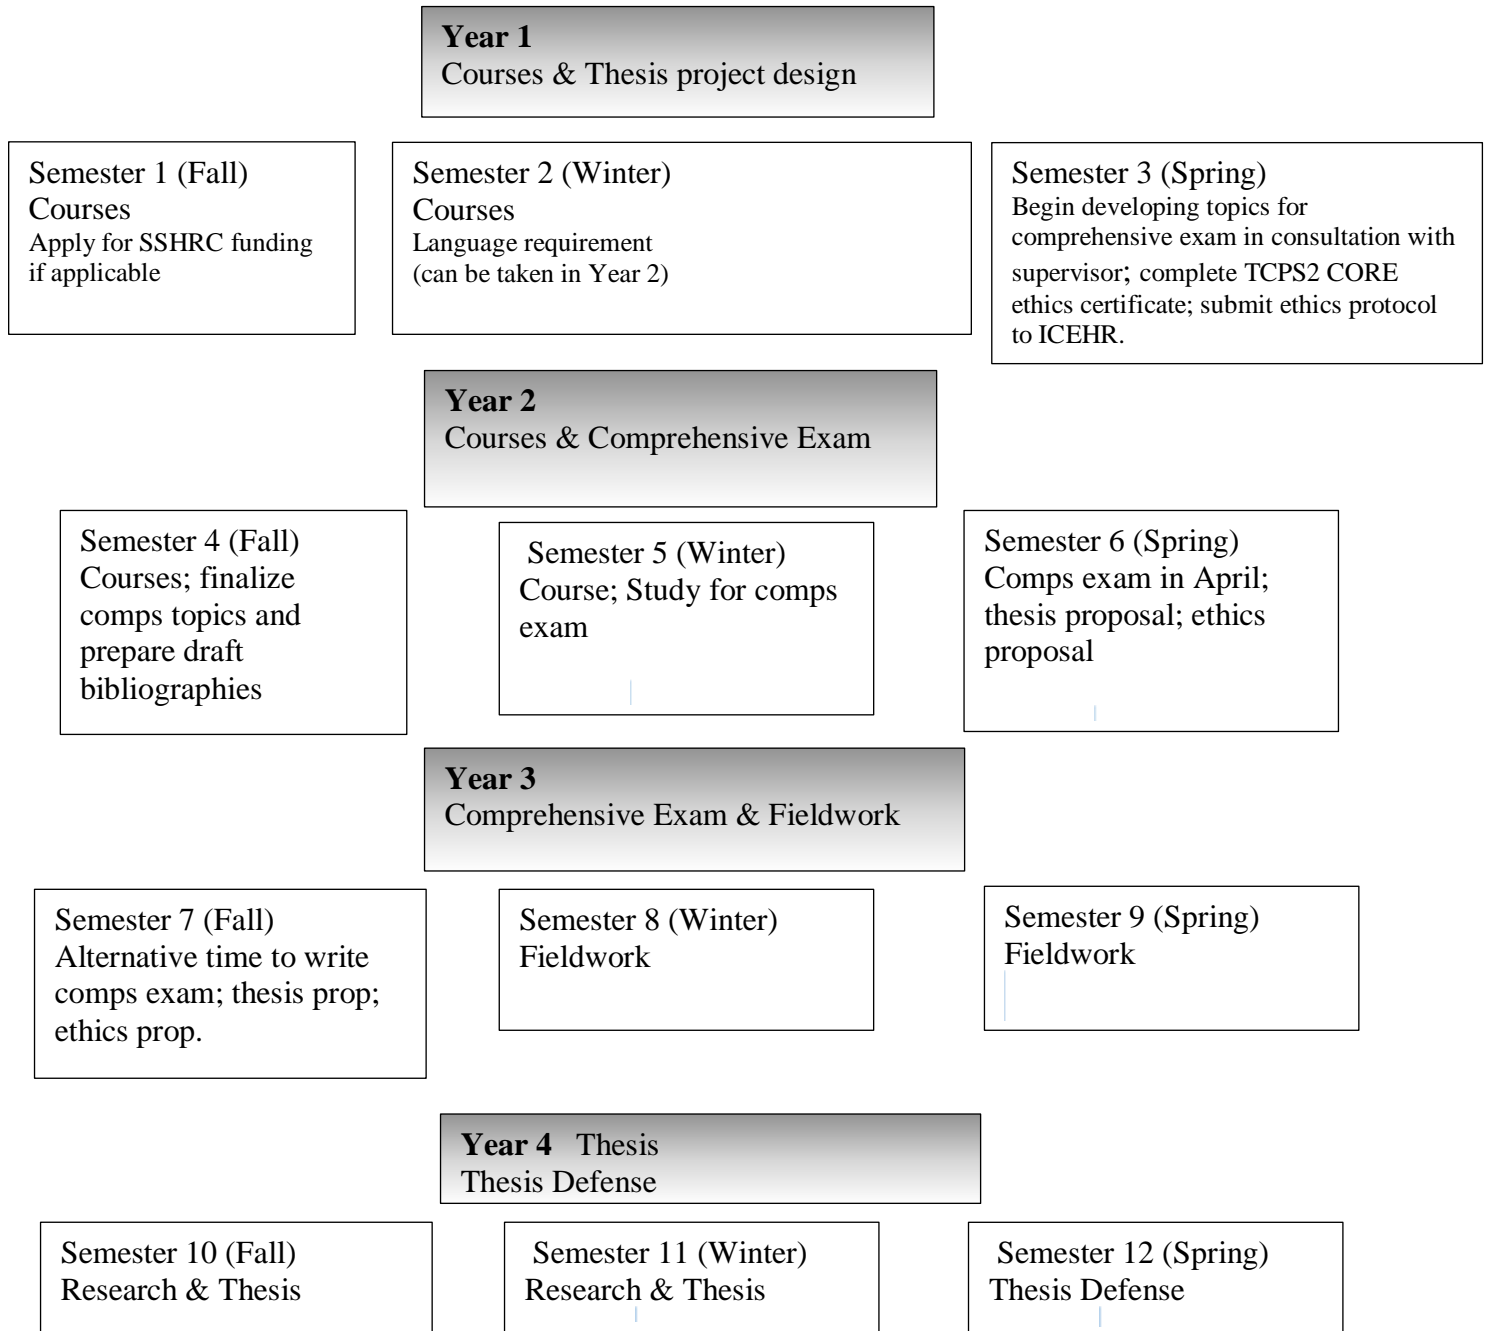 Year 1
Courses & Thesis project design
Semester 1 (Fall)
Courses
Apply for SSHRC funding
if applicable
Semester 2 (Winter)
Courses
Language requirement
(can be taken in Year 2)
Semester 3 (Spring)
Begin developing topics for
comprehensive exam in consultation with
supervisor; complete TCPS2 CORE
ethics certificate; submit ethics protocol
to ICEHR.
Year 2
Courses & Comprehensive Exam
Semester 4 (Fall)
Courses; finalize
comps topics and
prepare draft
bibliographies
Semester 5 (Winter)
Course; Study for comps
exam
Semester 6 (Spring)
Comps exam in April;
thesis proposal; ethics
proposal
Year 3
Comprehensive Exam & Fieldwork
Semester 7 (Fall)
Alternative time to write
comps exam; thesis prop;
ethics prop.
Semester 8 (Winter)
Fieldwork
Semester 9 (Spring)
Fieldwork
Year 4 Thesis
Thesis Defense
Semester 10 (Fall)
Research & Thesis
Semester 11 (Winter)
Research & Thesis
Semester 12 (Spring)
Thesis Defense